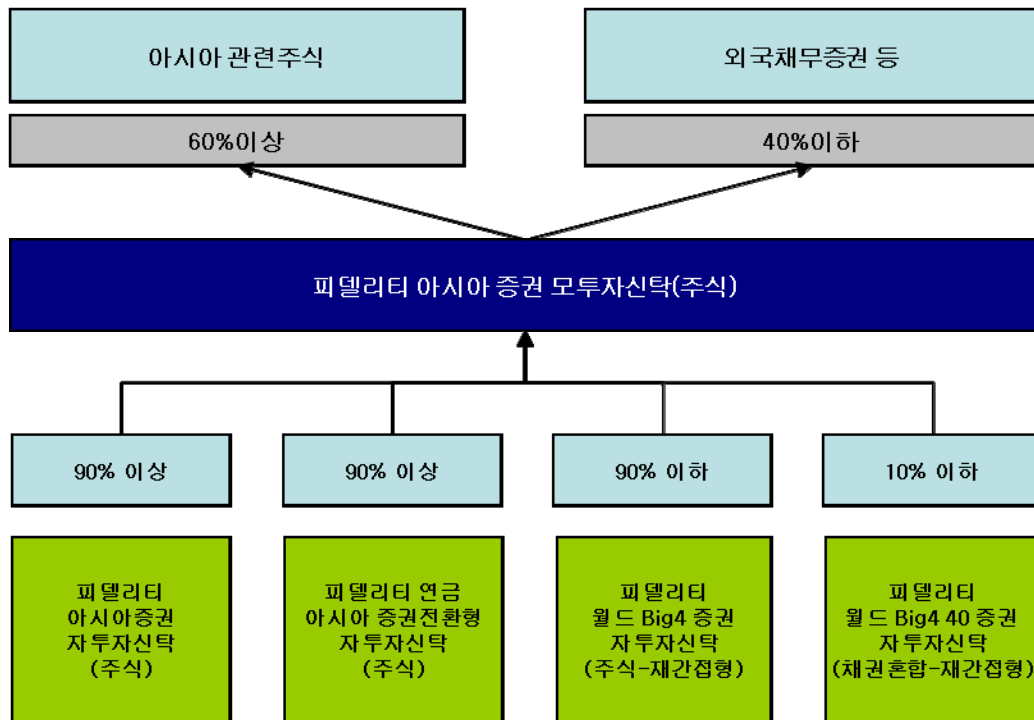 아시아 관련주식
외국채무증권 등
60%이상
40%이하
피델리티 아시아 증권 모투자신탁(주식)
90% 이상
90% 이상
90% 이하
10% 이하
피델리티
아시아증권
자투자신탁
(주식)
피델리티 연금
아시아 증권전환형
자투자신탁
(주식)
피델리티
월드 Big4 증권
자투자신탁
(주식-재간접형)
피델리티
월드 Big4 40 증권
자투자신탁
(채권혼합-재간접형)